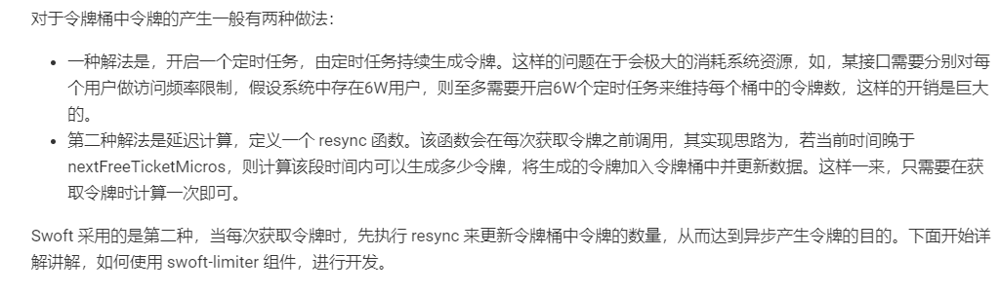 对于令牌桶中令牌的产生一般有两种做法：
• 一种解法是，开启一个定时任务，由定时任务持续生成令牌。这样的问题在于会极大的消耗系统资源，如，某接口需要分别对每
个用户做访问频率限制，假设系统中存在6W用户，则至多需要开启6W个定时任务来维持每个桶中的令牌数，这样的开销是巨大
的。
• 第二种解法是延迟计算，定义一个 resync 函数。该函数会在每次获取令牌之前调用，其实现思路为，若当前时间晚于
nextFreeTicketMicros，则计算该段时间内可以生成多少令牌，将生成的令牌加入令牌桶中并更新数据。这样一来，只需要在获
取令牌时计算一次即可。
Swoft 采用的是第二种，当每次获取令牌时，先执行 resync 来更新令牌桶中令牌的数量，从而达到异步产生令牌的目的。下面开始详
解讲解，如何使用 swoft-limiter 组件，进行开发。